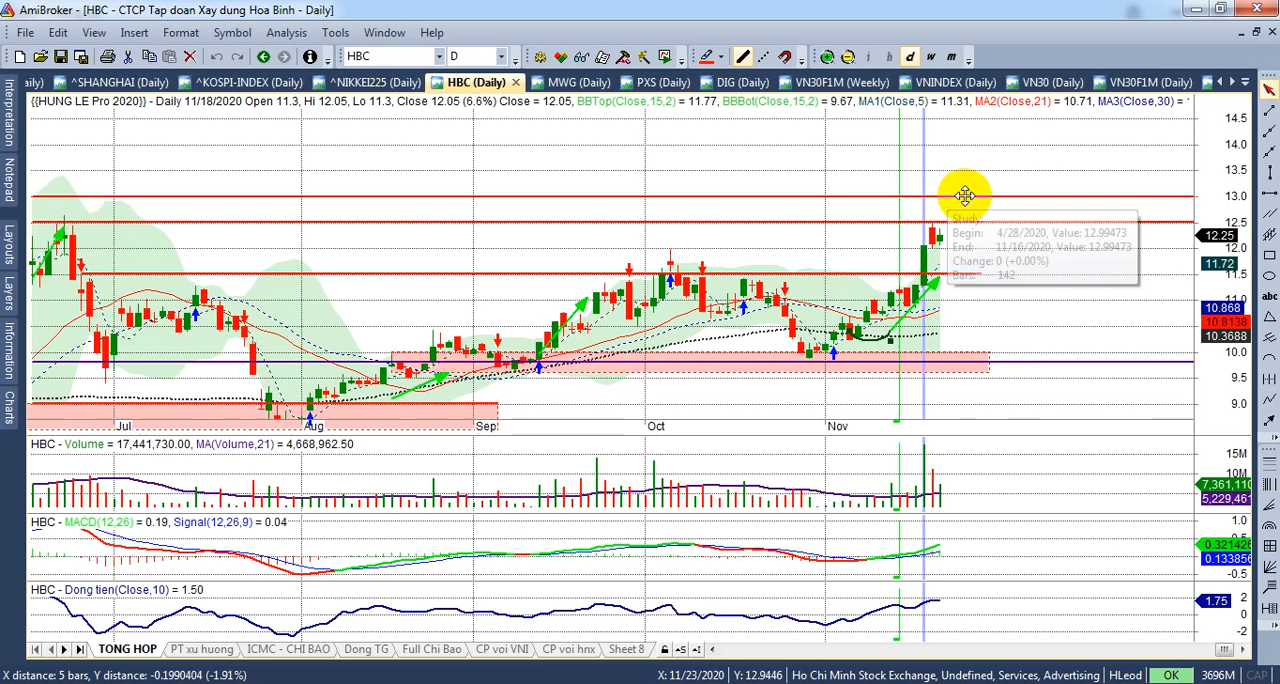 AmiBroker - [HBC - CTCP Tap doan Xay dung Hoa Binh - Daily]
File Edit View Insert Format Symbol Analysis Tools Window Help
HBC D d w m
ily) ^SHANGHAI (Daily) ^KOSPI-INDEX (Daily) ^NIKKEI225 (Daily) HBC (Daily) MWG (Daily) PXS (Daily) DIG (Daily) VN30F1M (Weekly) VNINDEX (Daily) VN30 (Daily) VN30F1M (Daily)
{{HUNG LE Pro 2020}} - Daily 11/18/2020 Open 11.3, Hi 12.05, Lo 11.3, Close 12.05 (6.6%) Close = 12.05, BBTop(Close,15,2) = 11.77, BBBot(Close,15,2) = 9.67, MA1(Close,5) = 11.31, MA2(Close,21) = 10.71, MA3(Close,30) =
Interpretation
Notepad
Layouts
Layers
Information
Charts
abc
14.5
14.0
13.5
13.0
12.5
12.25
12.0
11.72
11.5
11.0
10.868
10.8138
10.3688
10.0
9.5
9.0
Study:
Begin: 4/28/2020, Value: 12.99473
End: 11/16/2020, Value: 12.99473
Change: 0 (+0.00%)
Bars: 142
Jul Aug Sep Oct Nov
HBC - Volume = 17,441,730.00, MA(Volume,21) = 4,668,962.50
15M
10M
7,361,110
5,229,461
HBC - MACD(12,26) = 0.19, Signal(12,26,9) = 0.04
1.0
0.321426
0.133856
-0.5
HBC - Dong tien(Close,10) = 1.50
2
1.75
0
-2
TONG HOP PT xu huong ICMC - CHI BAO Dong TG Full Chi Bao CP voi VNI CP voi hnx Sheet 8
X distance: 5 bars, Y distance: -0.1990404 (-1.91%) X: 11/23/2020 Y: 12.9446 Ho Chi Minh Stock Exchange, Undefined, Services, Advertising HLeod OK 3696M CAP